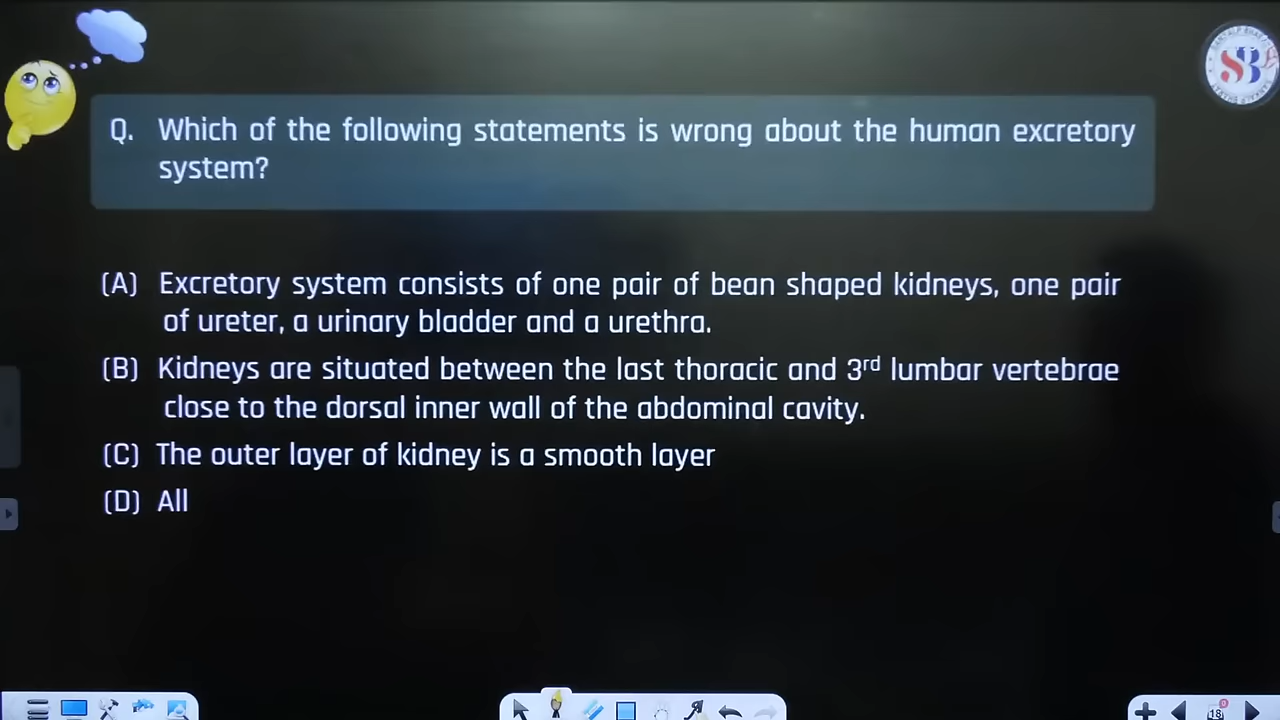 SB
Q. Which of the following statements is wrong about the human excretory
system?
(A) Excretory system consists of one pair of bean shaped kidneys, one pair
of ureter, a urinary bladder and a urethra.
(B) Kidneys are situated between the last thoracic and 3rd lumbar vertebrae
close to the dorsal inner wall of the abdominal cavity.
(C) The outer layer of kidney is a smooth layer
(D) All
18